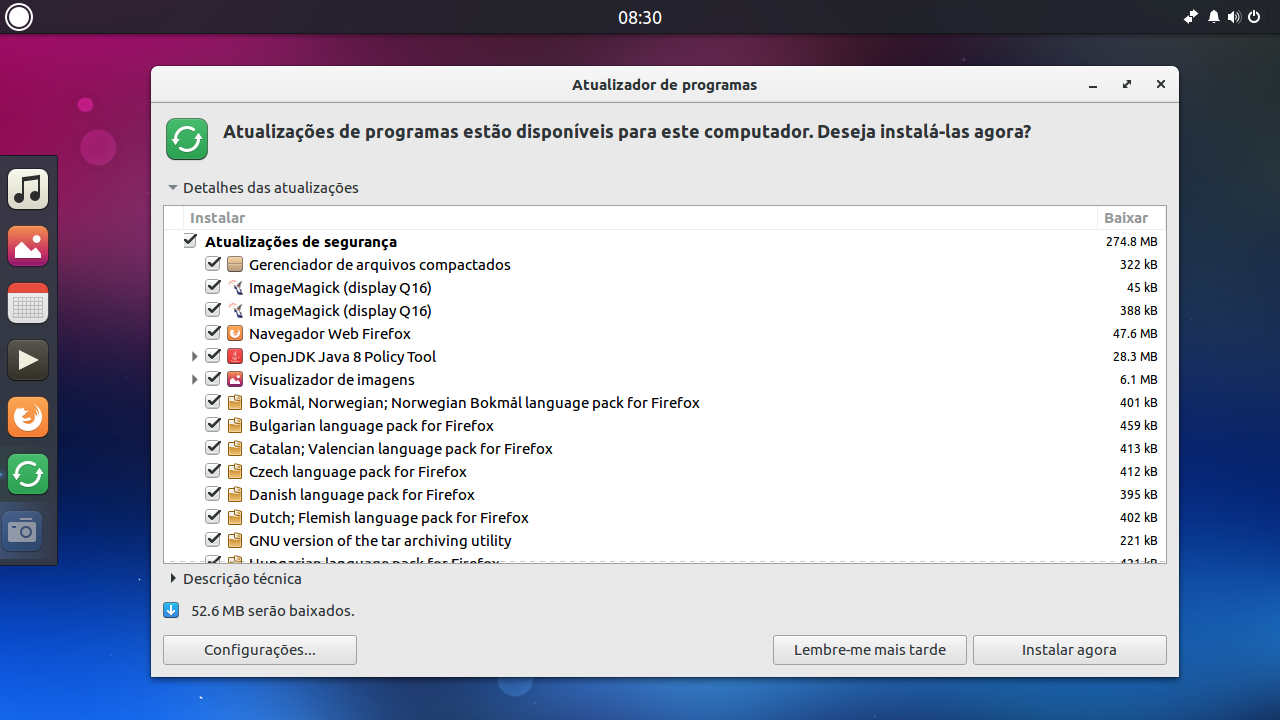 08:30
Atualizador de programas
Atualizações de programas estão disponíveis para este computador. Deseja instalá-las agora?
Detalhes das atualizações
Instalar Baixar
Atualizações de segurança 274.8 MB
Gerenciador de arquivos compactados 322 kB
ImageMagick (display Q16) 45 kB
ImageMagick (display Q16) 388 kB
Navegador Web Firefox 47.6 MB
OpenJDK Java 8 Policy Tool 28.3 MB
Visualizador de imagens 6.1 MB
Bokmål, Norwegian; Norwegian Bokmål language pack for Firefox 401 kB
Bulgarian language pack for Firefox 459 kB
Catalan; Valencian language pack for Firefox 413 kB
Czech language pack for Firefox 412 kB
Danish language pack for Firefox 395 kB
Dutch; Flemish language pack for Firefox 402 kB
GNU version of the tar archiving utility 221 kB
Hungarian language pack for Firefox 421 kB
Descrição técnica
52.6 MB serão baixados.
Configurações... Lembre-me mais tarde Instalar agora